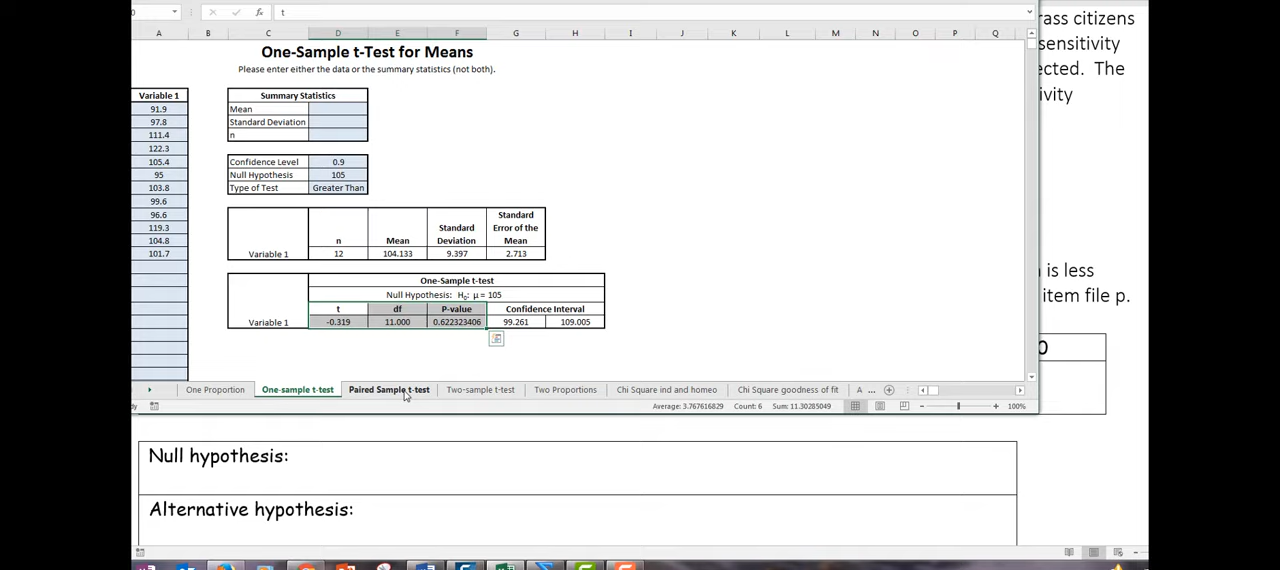 t
A B C D E F G H I J K L M N O P Q
One-Sample t-Test for Means
Please enter either the data or the summary statistics (not both).
Variable 1
91.9
97.8
111.4
122.3
105.4
95
103.8
99.6
96.6
119.3
104.8
101.7
Summary Statistics
Mean
Standard Deviation
n
Confidence Level 0.9
Null Hypothesis 105
Type of Test Greater Than
n Mean Standard Deviation Standard Error of the Mean
Variable 1 12 104.133 9.397 2.713
One-Sample t-test
Null Hypothesis: H0: μ = 105
t df P-value Confidence Interval
Variable 1 -0.319 11.000 0.622323406 99.261 109.005
One Proportion One-sample t-test Paired Sample t-test Two-sample t-test Two Proportions Chi Square ind and homeo Chi Square goodness of fit A ...
Average: 3.767616829 Count: 6 Sum: 11.30285049 100%
rass citizens
sensitivity
ected. The
ivity
is less
item file p.
0
Null hypothesis:
Alternative hypothesis: